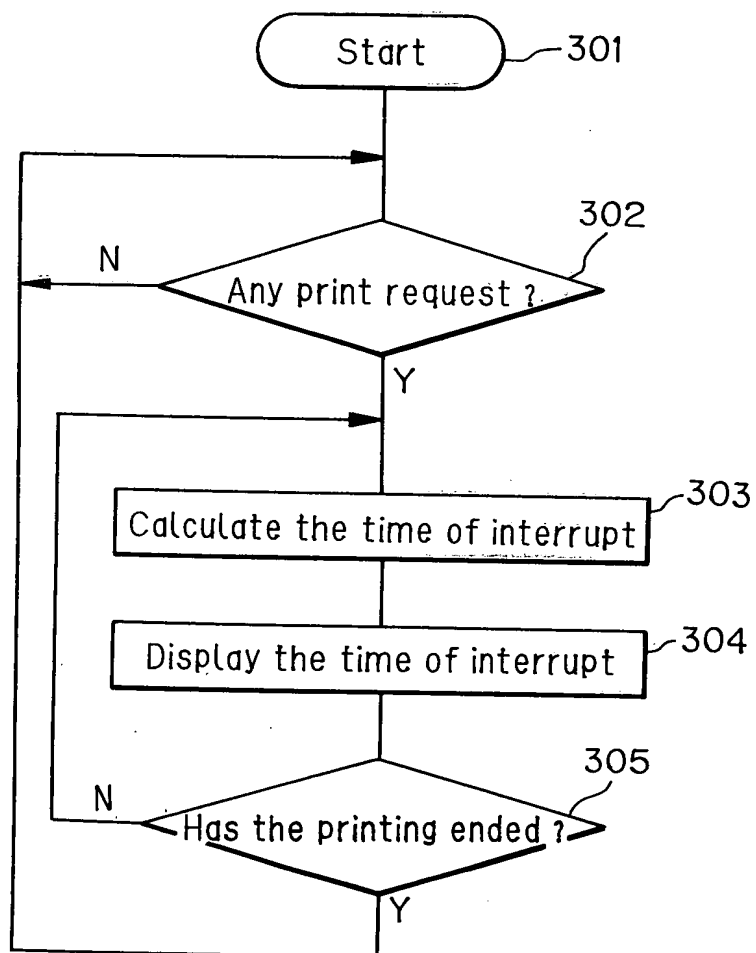 Start
301
302
N
Any print request ?
Y
303
Calculate the time of interrupt
304
Display the time of interrupt
305
N
Has the printing ended ?
Y